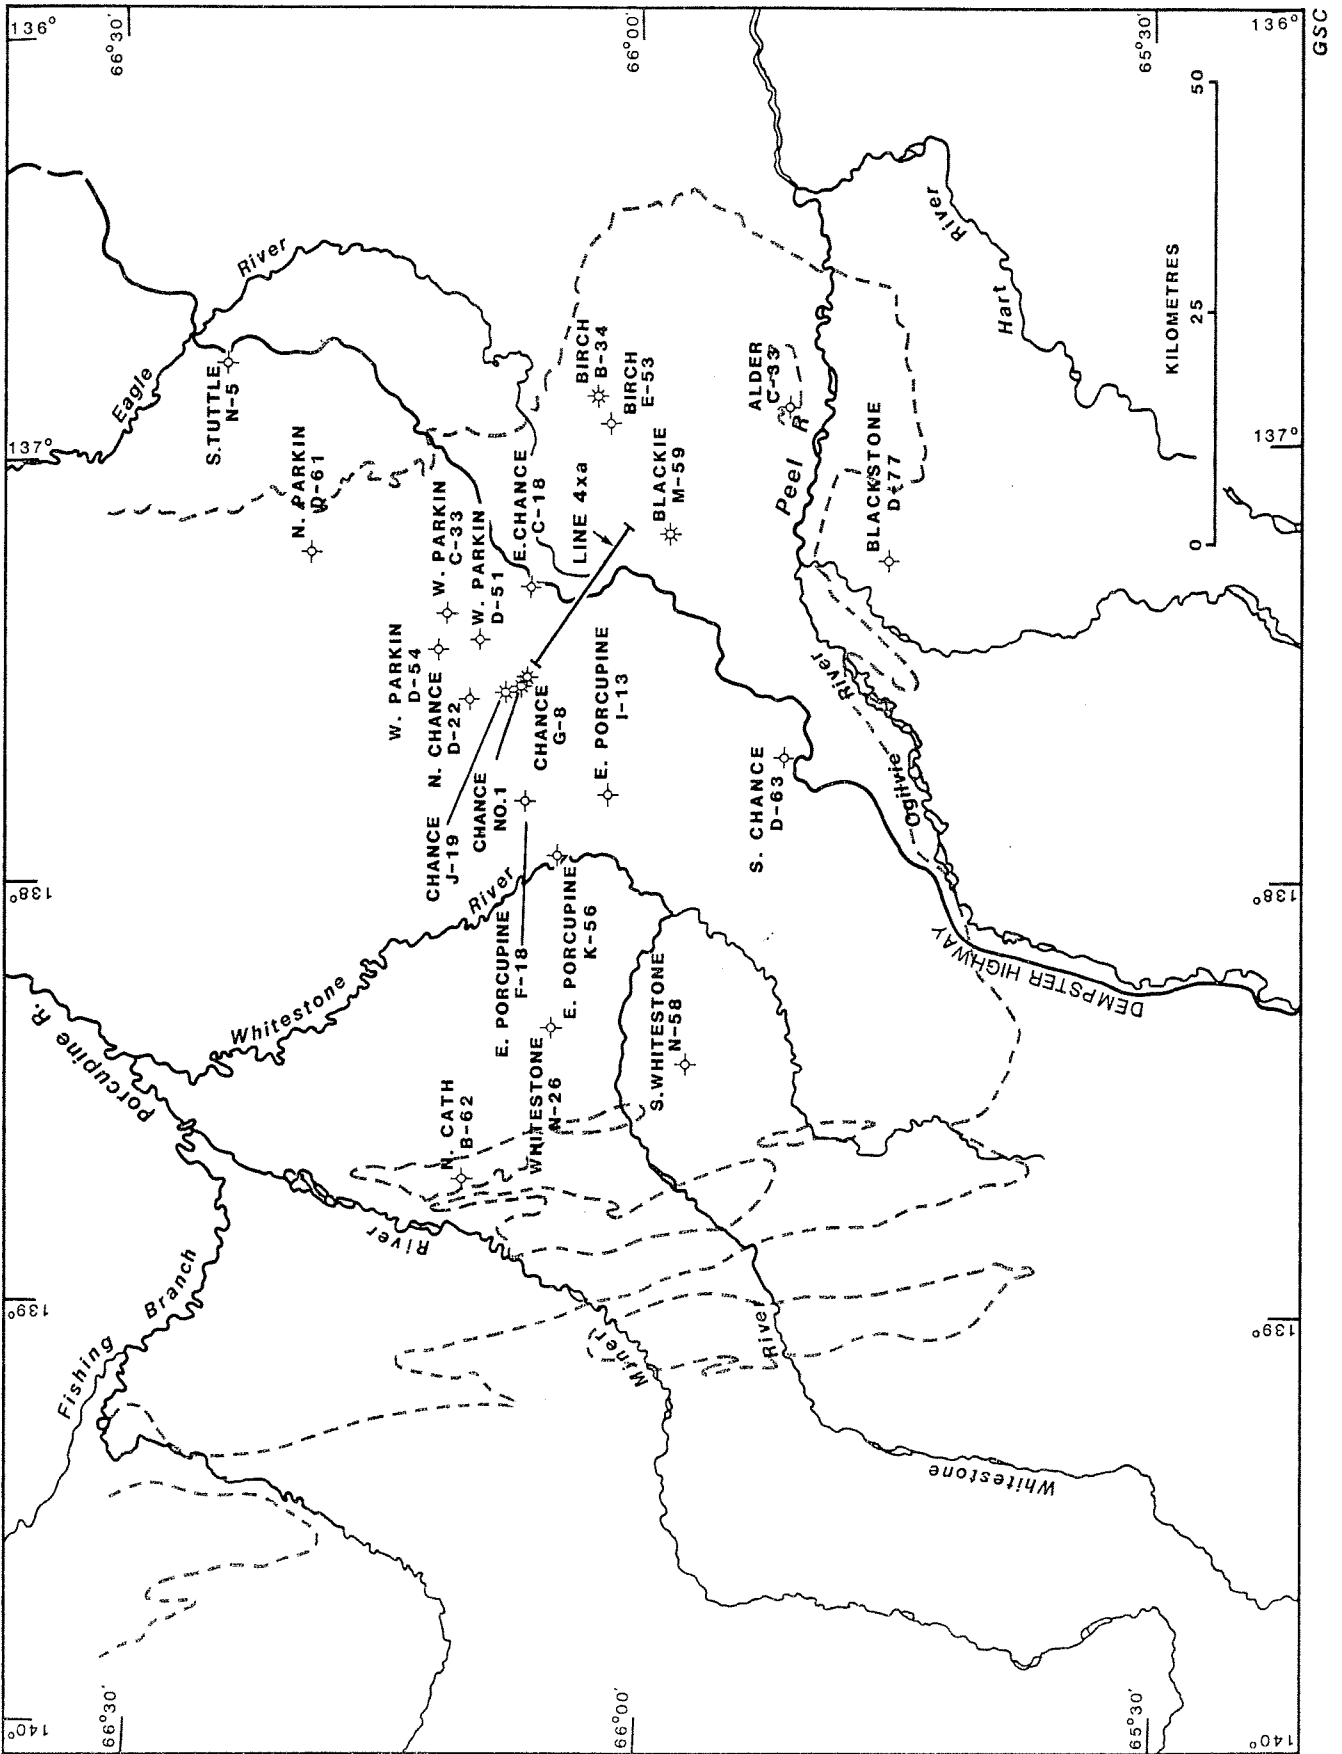 140°
139°
138°
137°
136°
66°30'
66°30'
Fishing
Branch
Porcupine R.
Eagle
River
S.TUTTLE
N-5
Whitestone
River
N. PARKIN
D-61
River
N. CATH
B-62
W. PARKIN
D-54
W. PARKIN
C-33
N. CHANCE
D-22
W. PARKIN
D-51
CHANCE
J-19
CHANCE
NO.1
E.CHANCE
C-18
E. PORCUPINE
F-18
CHANCE
G-8
WHITESTONE
N-26
E. PORCUPINE
K-56
LINE 4xa
BIRCH
B-34
E. PORCUPINE
I-13
BIRCH
E-53
66°00'
66°00'
Miner
S.WHITESTONE
N-58
BLACKIE
M-59
River
S. CHANCE
D-63
ALDER
C-33
Peel R
River
Ogilvie
BLACKSTONE
D-77
River
Hart
Whitestone
DEMPSTER HIGHWAY
KILOMETRES
0
25
50
65°30'
65°30'
140°
139°
138°
137°
136°
GSC